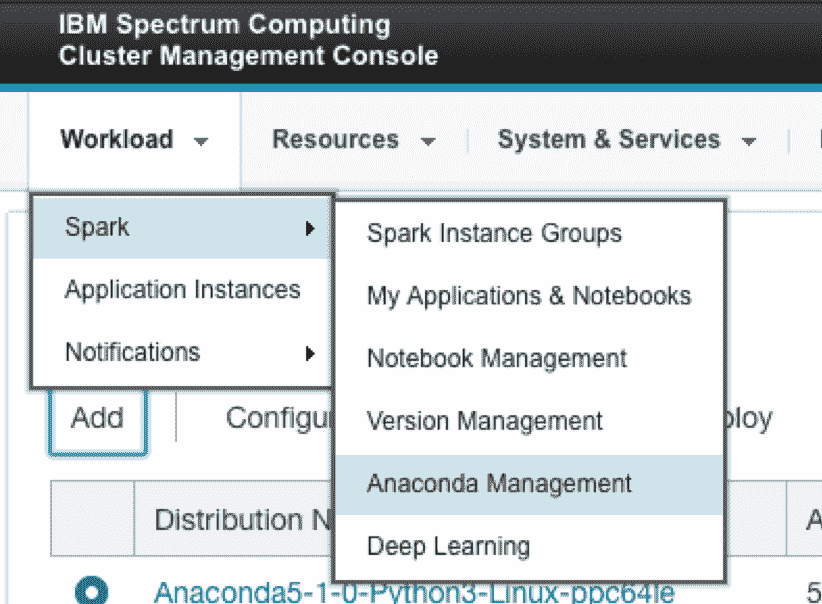 IBM Spectrum Computing
Cluster Management Console
Workload Resources System & Services
Spark
Application Instances
Notifications
Spark Instance Groups
My Applications & Notebooks
Notebook Management
Version Management
Anaconda Management
Deep Learning
Add Configu ploy
Distribution N A
Anaconda5-1-0-Python3-Linux-ppc64le 5